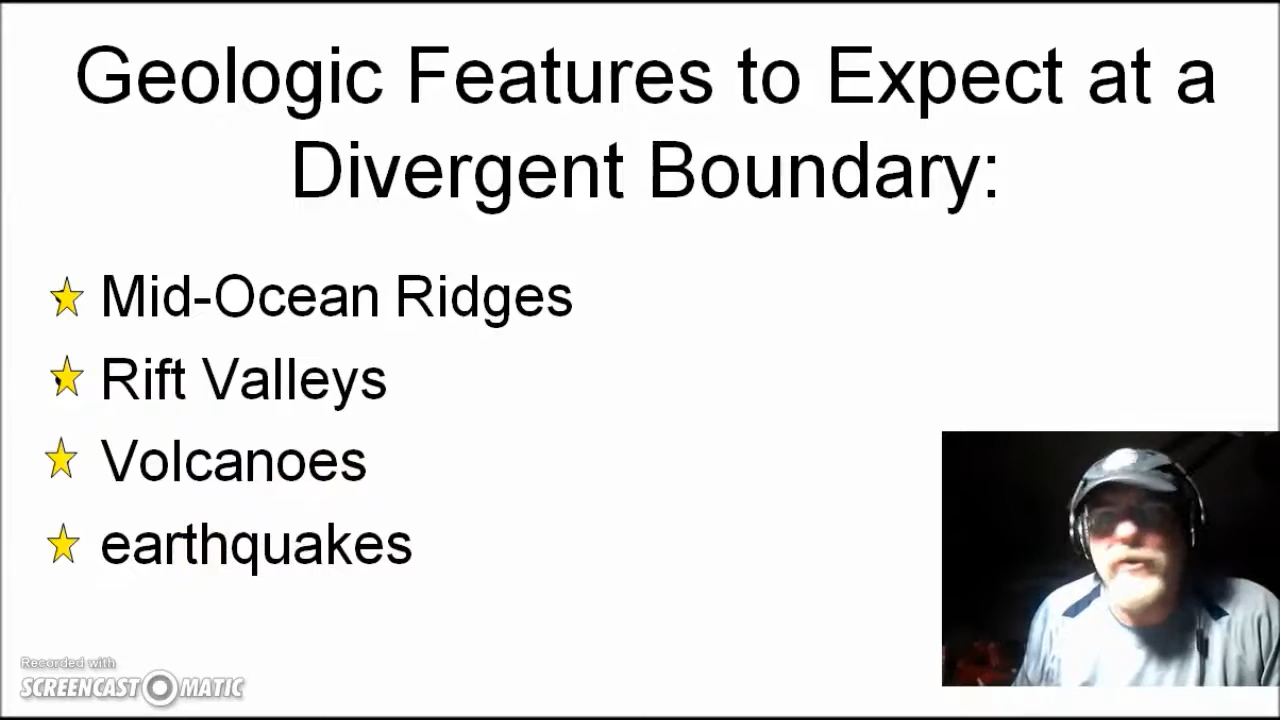 Geologic Features to Expect at a
Divergent Boundary:
Mid-Ocean Ridges
Rift Valleys
Volcanoes
earthquakes
Recorded with
SCREENCAST MATIC